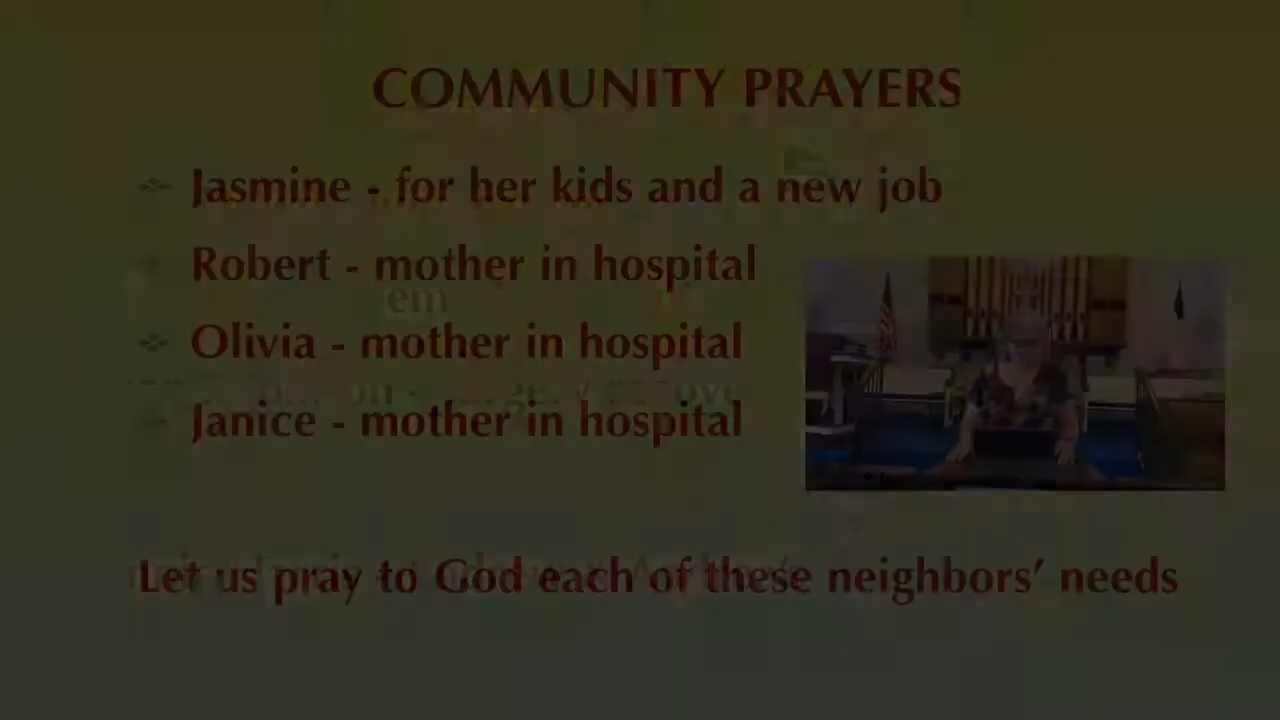 COMMUNITY PRAYERS
Jasmine - for her kids and a new job
Robert - mother in hospital
em
Olivia - mother in hospital
Janice - mother in hospital
Let us pray to God each of these neighbors’ needs